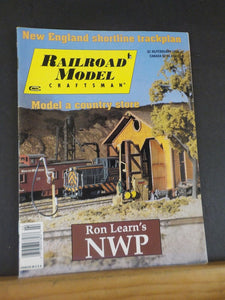 New England shortline trackplan
RAILROAD
MODEL
CRAFTSMAN
Model a country store
Ron Learn's
NWP